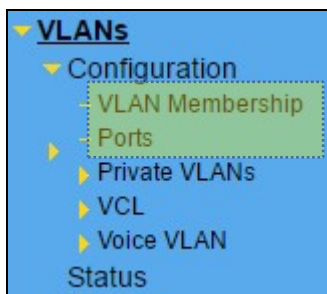 VLANs
Configuration
VLAN Membership
Ports
Private VLANs
VCL
Voice VLAN
Status